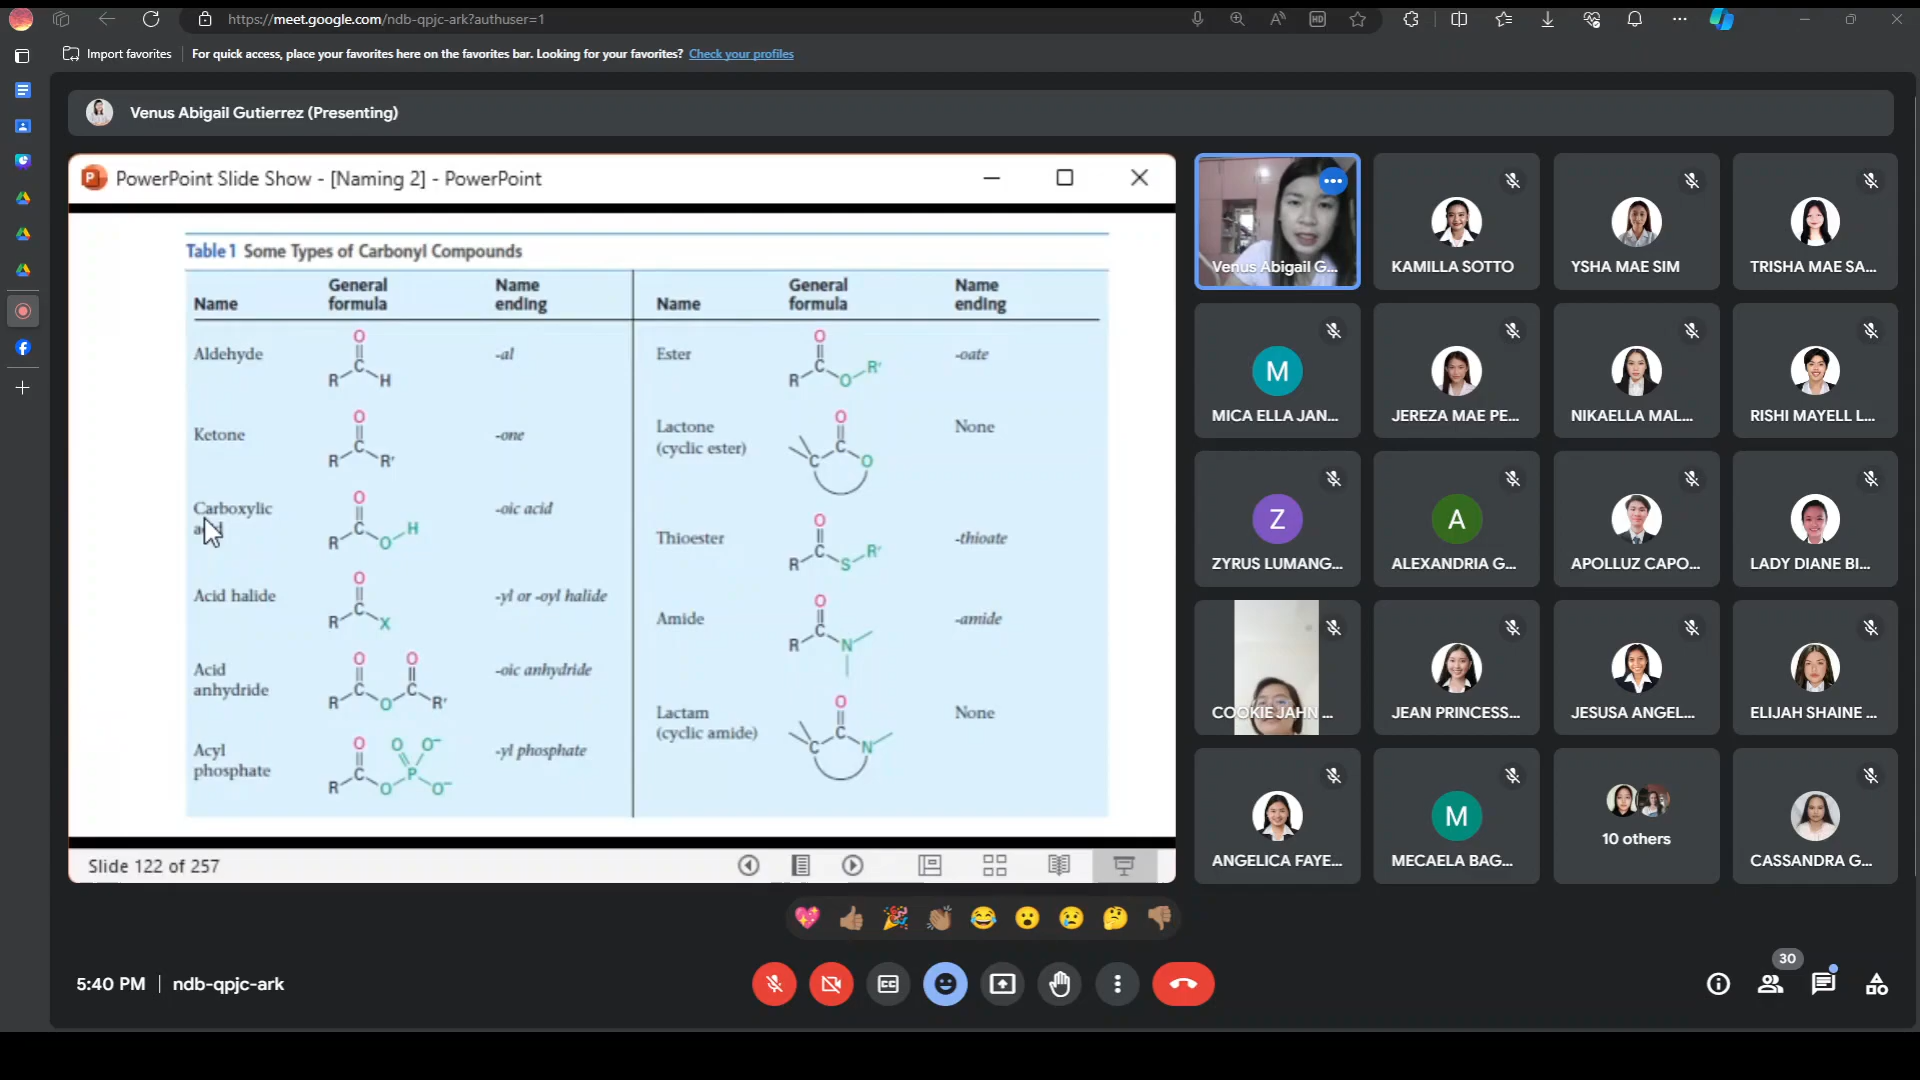 https://meet.google.com/ndb-qpjc-ark?authuser=1
Import favorites
For quick access, place your favorites here on the favorites bar. Looking for your favorites? Check your profiles
Venus Abigail Gutierrez (Presenting)
PowerPoint Slide Show - [Naming 2] - PowerPoint
Table 1 Some Types of Carbonyl Compounds
Name General formula Name ending Name General formula Name ending
Aldehyde O R C H -al
Ketone O R C R' -one
Carboxylic O R C O H -oic acid
Acid halide O R C X -yl or -oyl halide
Acid anhydride O O R C O C R' -oic anhydride
Acyl phosphate O O O⁻ R C O P O⁻ -yl phosphate
Ester O R C O R' -oate
Lactone (cyclic ester) O C C O None
Thioester O R C S R' -thioate
Amide O R C N -amide
Lactam (cyclic amide) O C C N None
Slide 122 of 257
Venus Abigail G...
KAMILLA SOTTO
YSHA MAE SIM
TRISHA MAE SA...
M
MICA ELLA JAN...
JEREZA MAE PE...
NIKAELLA MAL...
RISHI MAYELL L...
Z
ZYRUS LUMANG...
A
ALEXANDRIA G...
APOLLUZ CAPO...
LADY DIANE BI...
COOKIE JAHN ...
JEAN PRINCESS...
JESUSA ANGEL...
ELIJAH SHAINE ...
ANGELICA FAYE...
M
MECAELA BAG...
10 others
CASSANDRA G...
5:40 PM | ndb-qpjc-ark
30